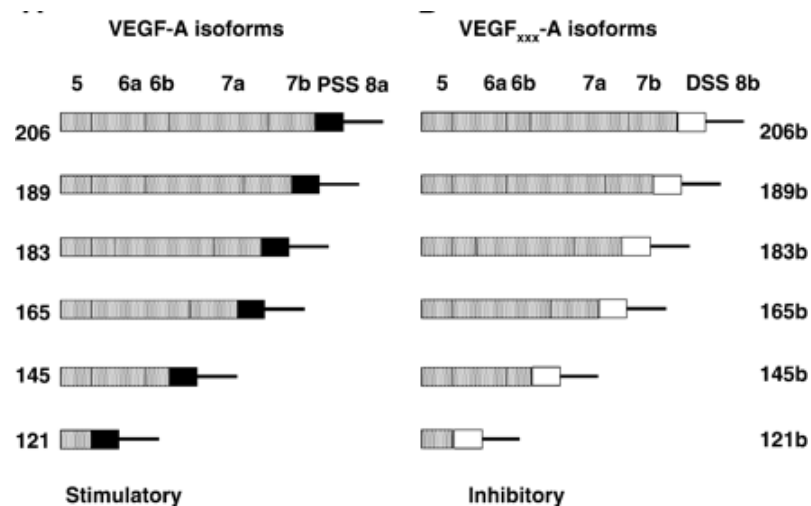 VEGF-A isoforms
5 6a 6b 7a 7b PSS 8a
206
189
183
165
145
121
Stimulatory
VEGFxxx-A isoforms
5 6a 6b 7a 7b DSS 8b
206b
189b
183b
165b
145b
121b
Inhibitory